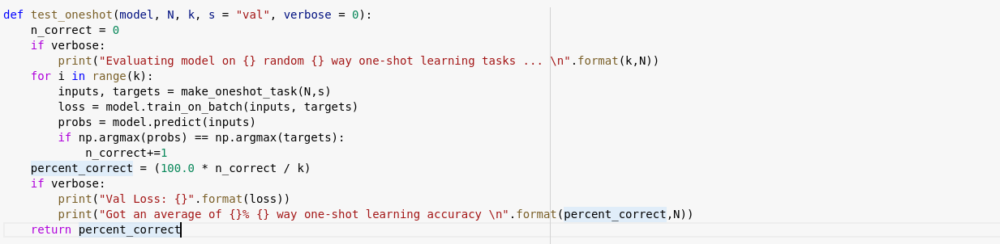 def test_oneshot(model, N, k, s = "val", verbose = 0):
    n_correct = 0
    if verbose:
        print("Evaluating model on {} random {} way one-shot learning tasks ... \n".format(k,N))
    for i in range(k):
        inputs, targets = make_oneshot_task(N,s)
        loss = model.train_on_batch(inputs, targets)
        probs = model.predict(inputs)
        if np.argmax(probs) == np.argmax(targets):
            n_correct+=1
    percent_correct = (100.0 * n_correct / k)
    if verbose:
        print("Val Loss: {}".format(loss))
        print("Got an average of {}% {} way one-shot learning accuracy \n".format(percent_correct,N))
    return percent_correct